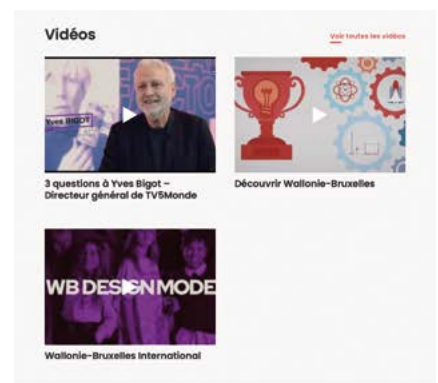 Vidéos
Voir toutes les vidéos
Yves BIGOT
3 questions à Yves Bigot –
Directeur général de TV5Monde
Découvrir Wallonie-Bruxelles
WB DESIGN MODE
Wallonie-Bruxelles International